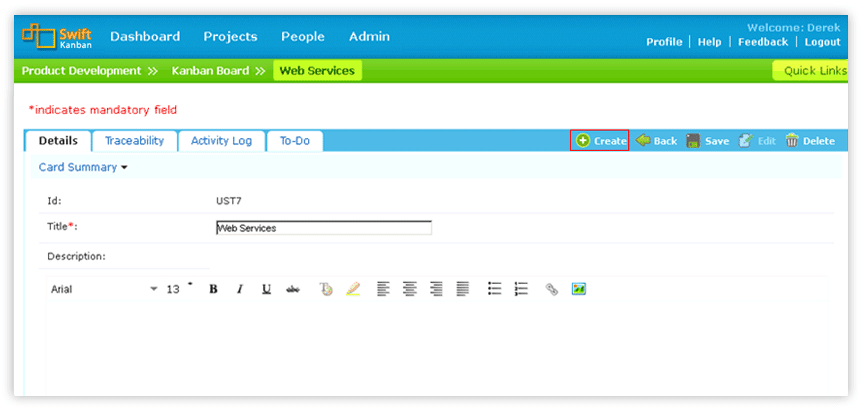 Swift Kanban Dashboard Projects People Admin
Welcome: Derek
Profile | Help | Feedback | Logout
Product Development >> Kanban Board >> Web Services Quick Links
*indicates mandatory field
Details Traceability Activity Log To-Do Create Back Save Edit Delete
Card Summary
Id: UST7
Title*: Web Services
Description:
Arial 13 B I U abc